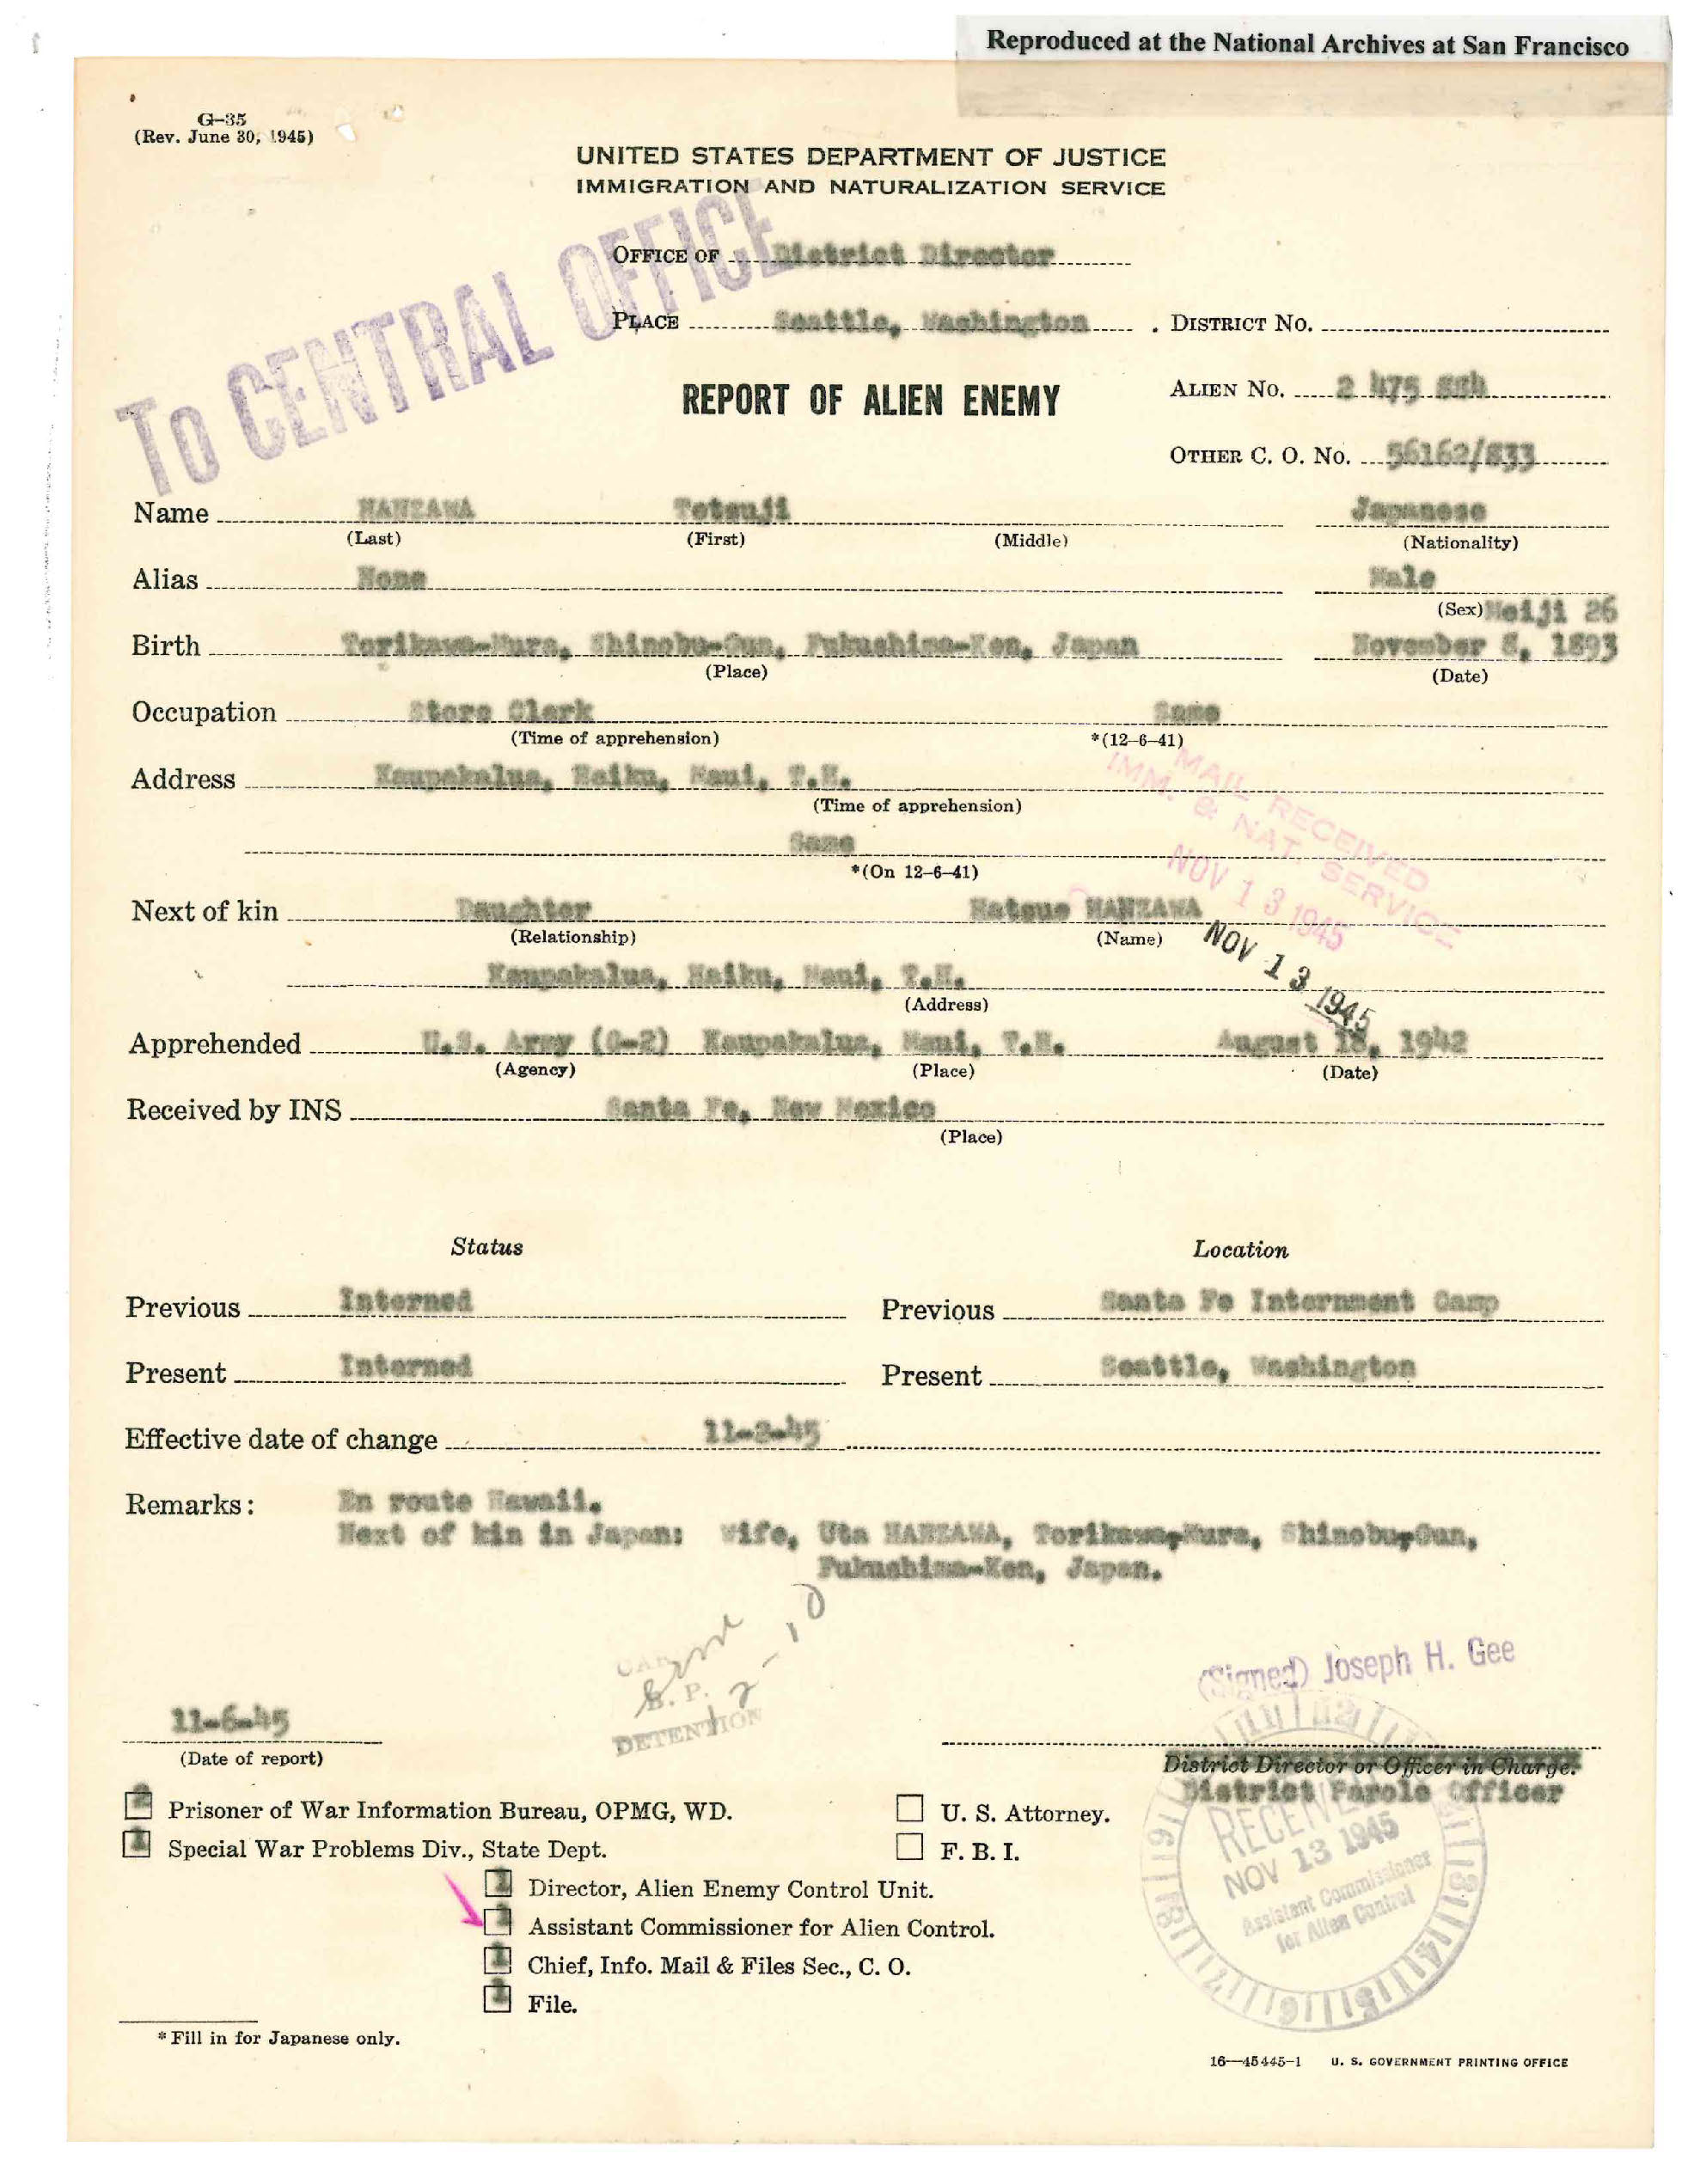 Reproduced at the National Archives at San Francisco
G-35
(Rev. June 30, 1945)
UNITED STATES DEPARTMENT OF JUSTICE
IMMIGRATION AND NATURALIZATION SERVICE
TO CENTRAL OFFICE
OFFICE OF District Director
PLACE Seattle, Washington . DISTRICT NO.
REPORT OF ALIEN ENEMY
ALIEN NO. 2 475
OTHER C. O. NO. 56162/833
Name HANZAWA Tetsuji Japanese
(Last) (First) (Middle) (Nationality)
Alias None Male
(Sex) Meiji 26
Birth Torikawa-Mura, Shinobu-Gun, Fukushima-Ken, Japan November 8, 1893
(Place) (Date)
Occupation Store Clerk Same
(Time of apprehension) *(12-6-41)
Address Kaupakalua, Haiku, Maui, T.H.
(Time of apprehension)
MAIL RECEIVED
IMM. & NAT. SERVICE
NOV 13 1945
Same
*(On 12-6-41)
Next of kin Daughter Matsue HANZAWA
(Relationship) (Name)
NOV 13 1945
Kaupakalua, Haiku, Maui, T.H.
(Address)
Apprehended U.S. Army (G-2) Kaupakalua, Maui, T.H. August 18, 1942
(Agency) (Place) (Date)
Received by INS Santa Fe, New Mexico
(Place)
Status Location
Previous Interned Previous Santa Fe Internment Camp
Present Interned Present Seattle, Washington
Effective date of change 11-2-45
Remarks: En route Hawaii.
Next of kin in Japan: Wife, Uta HANZAWA, Torikawa-Mura, Shinobu-Gun,
Fukushima-Ken, Japan.
B. P.
DETENTION
(Signed) Joseph H. Gee
11-6-45
(Date of report)
District Director or Officer in Charge.
District Parole Officer
RECEIVED
NOV 13 1945
Assistant Commissioner
for Alien Control
2 Prisoner of War Information Bureau, OPMG, WD.
1 Special War Problems Div., State Dept.
U. S. Attorney.
F. B. I.
1 Director, Alien Enemy Control Unit.
1 Assistant Commissioner for Alien Control.
1 Chief, Info. Mail & Files Sec., C. O.
1 File.
* Fill in for Japanese only.
16—45445-1 U. S. GOVERNMENT PRINTING OFFICE